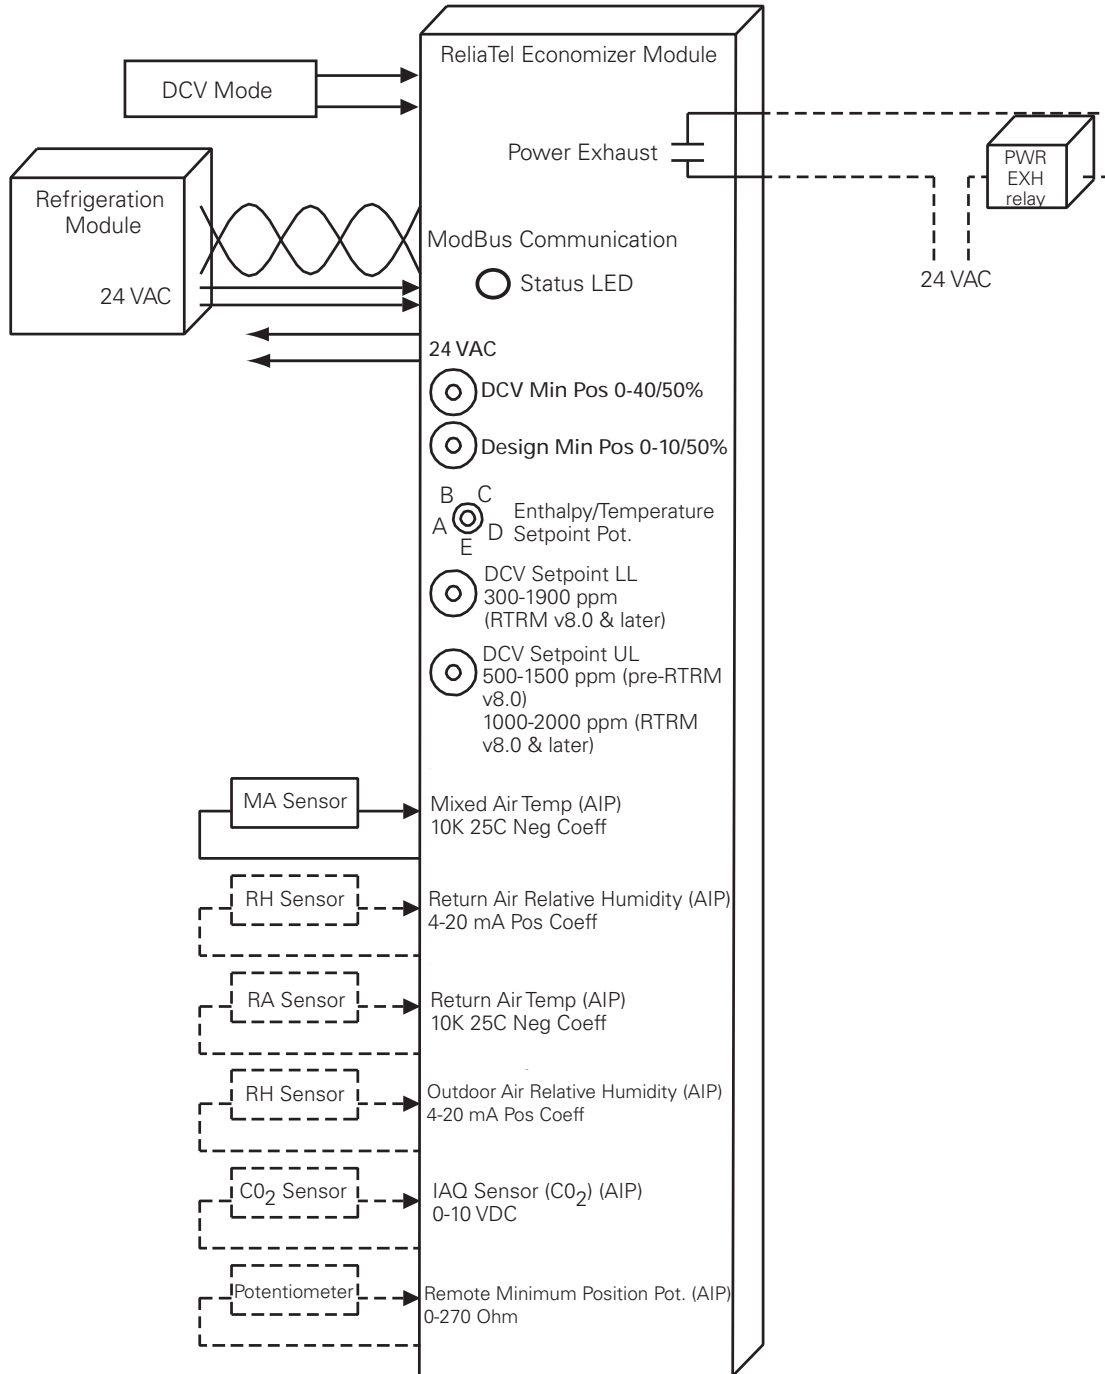 ReliaTel Economizer Module
DCV Mode
Power Exhaust
PWR
EXH
relay
24 VAC
Refrigeration
Module
24 VAC
ModBus Communication
Status LED
24 VAC
DCV Min Pos 0-40/50%
Design Min Pos 0-10/50%
B C
A D
E
Enthalpy/Temperature
Setpoint Pot.
DCV Setpoint LL
300-1900 ppm
(RTRM v8.0 & later)
DCV Setpoint UL
500-1500 ppm (pre-RTRM
v8.0)
1000-2000 ppm (RTRM
v8.0 & later)
MA Sensor
Mixed Air Temp (AIP)
10K 25C Neg Coeff
RH Sensor
Return Air Relative Humidity (AIP)
4-20 mA Pos Coeff
RA Sensor
Return Air Temp (AIP)
10K 25C Neg Coeff
RH Sensor
Outdoor Air Relative Humidity (AIP)
4-20 mA Pos Coeff
C0₂ Sensor
IAQ Sensor (C0₂) (AIP)
0-10 VDC
Potentiometer
Remote Minimum Position Pot. (AIP)
0-270 Ohm